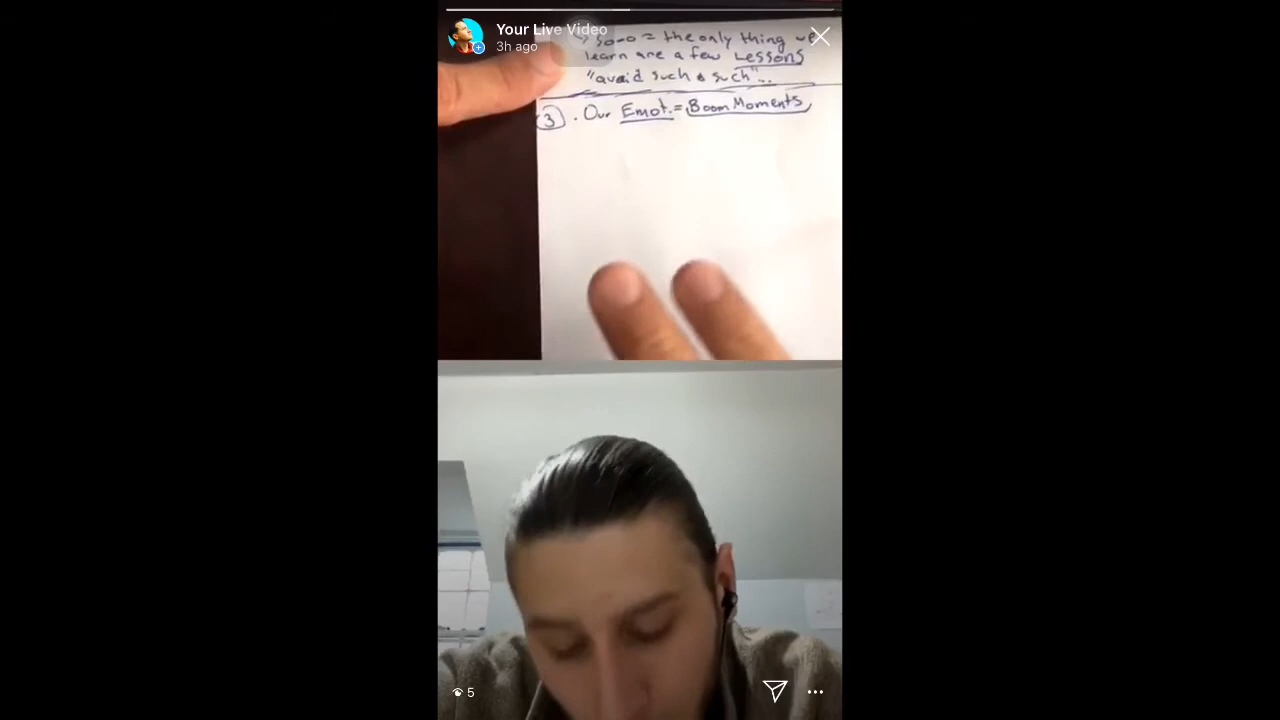 Your Live Video
3h ago
so-o = the only thing we
learn are a few Lessons
"avoid such & such"...
③ . Our Emot. = Boom Moments
5